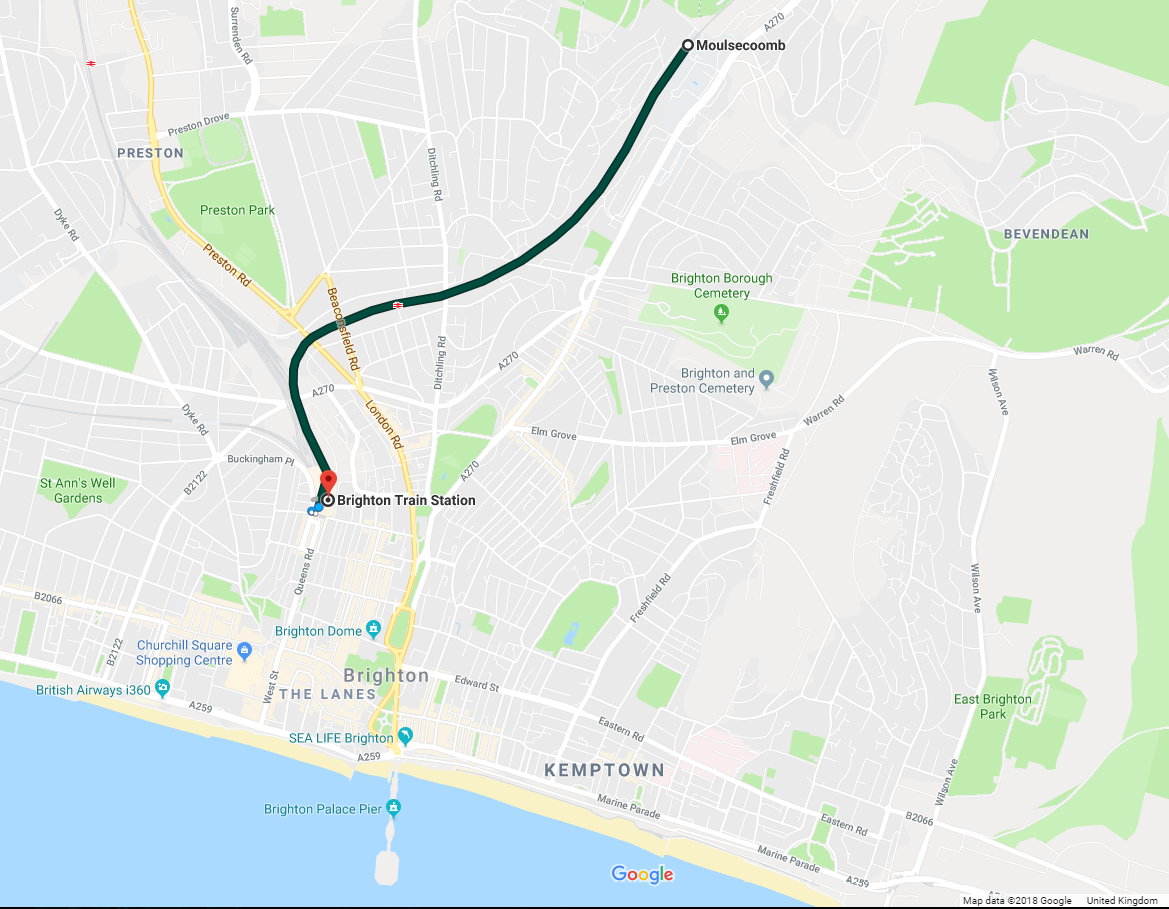 Moulsecoomb
A270
Surrenden Rd
Preston Drove
PRESTON
Ditchling Rd
Preston Park
Dyke Rd
BEVENDEAN
Preston Rd
Brighton Borough
Cemetery
Beaconsfield Rd
Ditchling Rd
A270
Warren Rd
Brighton and
Preston Cemetery
Wilson Ave
A270
London Rd
Dyke Rd
Warren Rd
Elm Grove
Elm Grove
Buckingham Pl
A270
B2122
Freshfield Rd
St Ann's Well
Gardens
Brighton Train Station
Queens Rd
Wilson Ave
Freshfield Rd
B2066
Brighton Dome
B2122
Churchill Square
Shopping Centre
Brighton
Edward St
British Airways i360
THE LANES
West St
East Brighton
Park
A259
Eastern Rd
SEA LIFE Brighton
A259
KEMPTOWN
Wilson Ave
Brighton Palace Pier
Marine Parade
B2066
Eastern Rd
Marine Parade
A259
Google
Map data ©2018 Google
United Kingdom